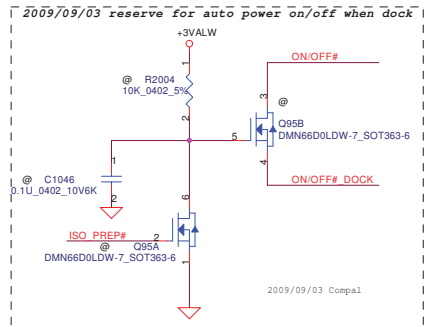 2009/09/03 reserve for auto power on/off when dock
+3VALW
ON/OFF#
1
@ R2004
10K_0402_5%
2
3
@
Q95B
5
DMN66D0LDW-7_SOT363-6
4
1
@ C1046
0.1U_0402_10V6K
2
ON/OFF#_DOCK
6
ISO_PREP#
2
@ Q95A
DMN66D0LDW-7_SOT363-6
1
2009/09/03 Compal